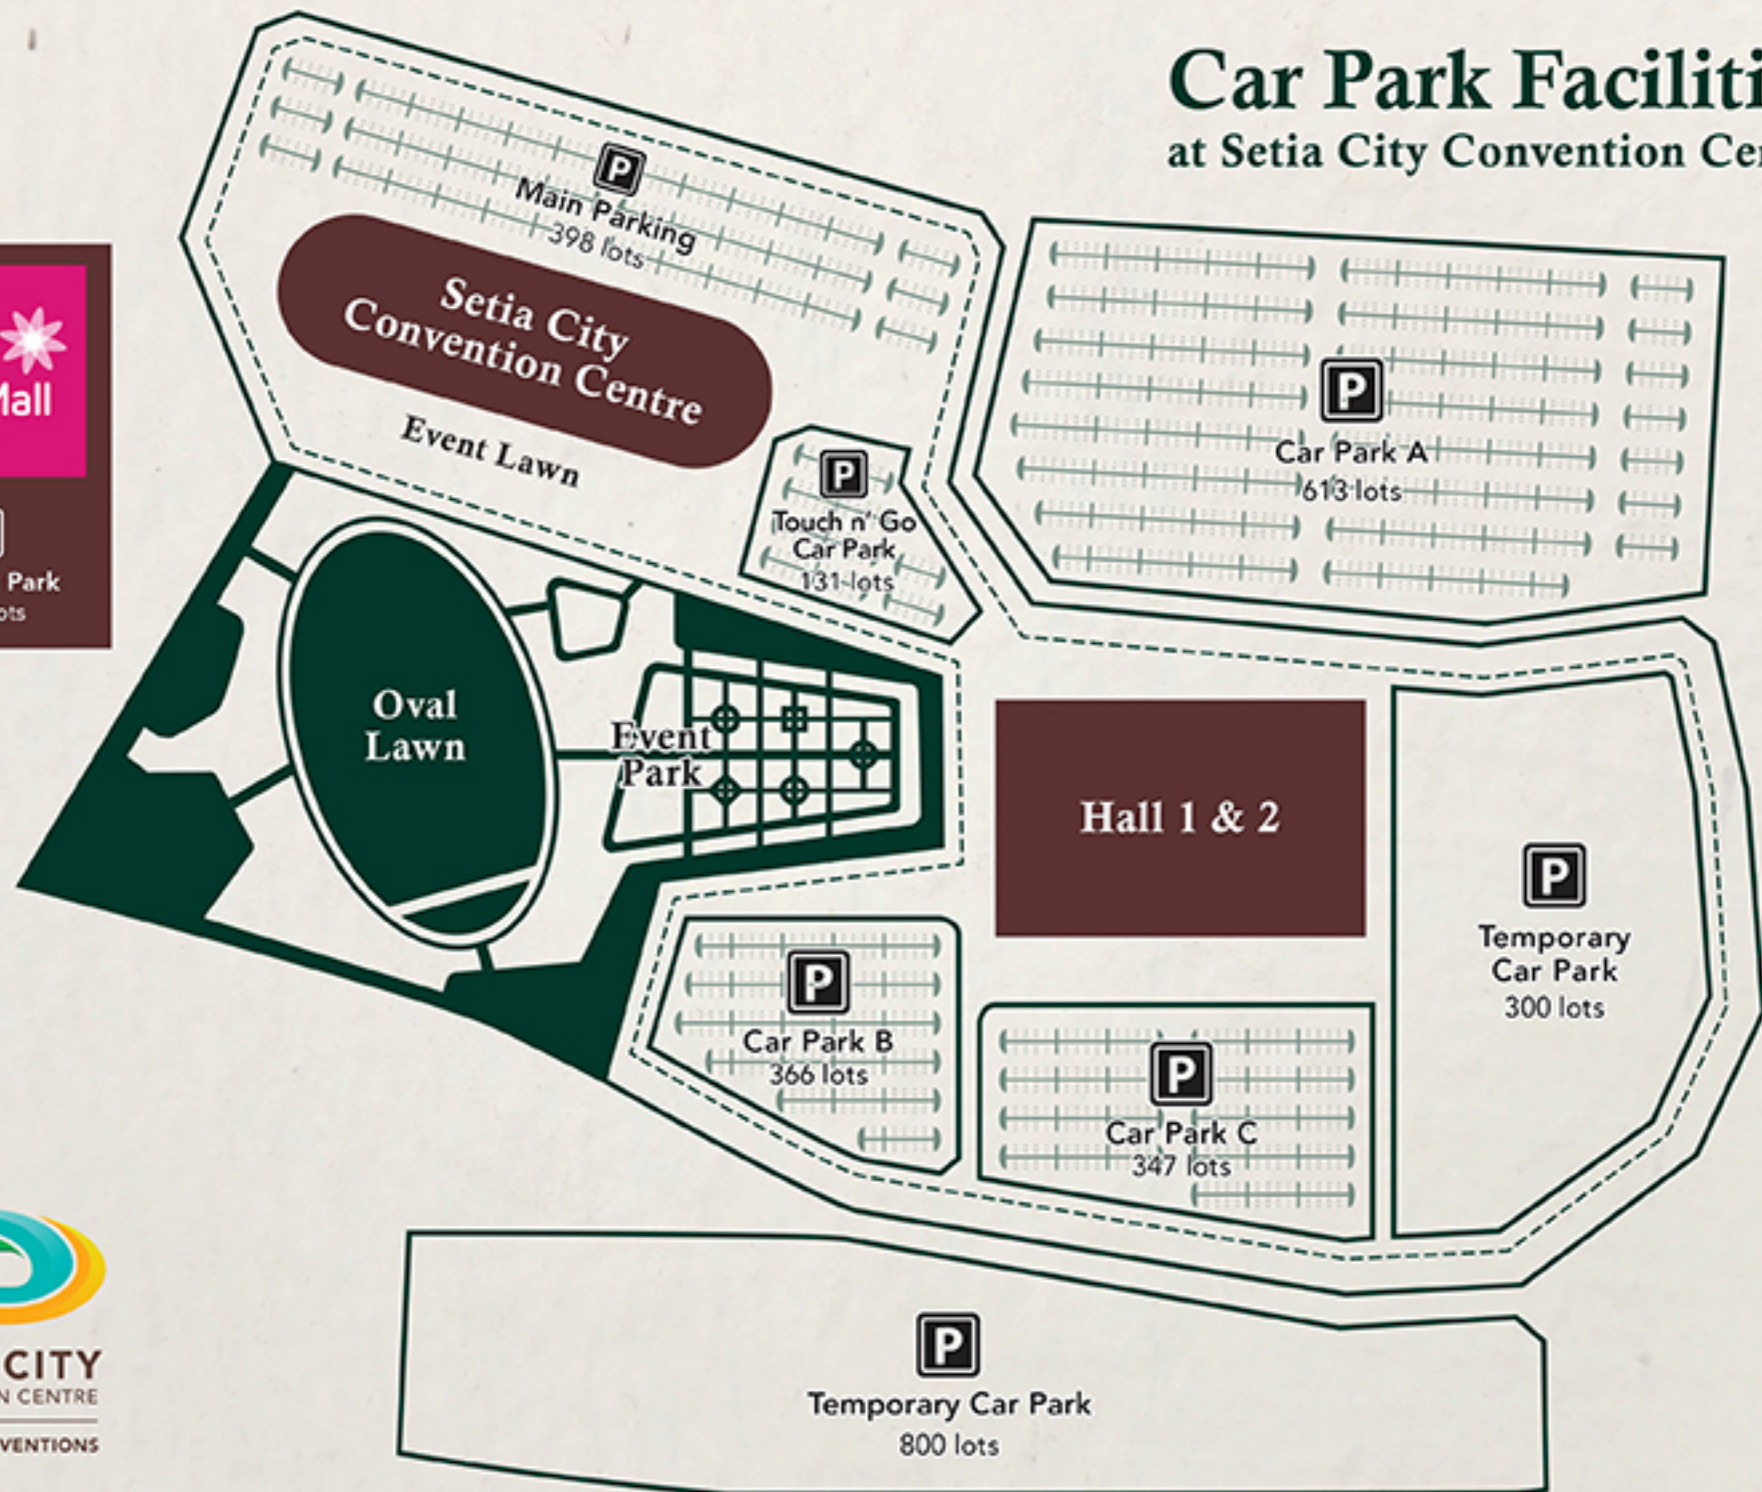 Car Park Faciliti
at Setia City Convention Cen
P
Main Parking
398 lots
Setia City
Convention Centre
Event Lawn
P
Touch n' Go
Car Park
131 lots
P
Car Park A
613 lots
Mall
Park
ots
Oval
Lawn
Event
Park
Hall 1 & 2
P
Temporary
Car Park
300 lots
P
Car Park B
366 lots
P
Car Park C
347 lots
P
Temporary Car Park
800 lots
CITY
N CENTRE
VENTIONS